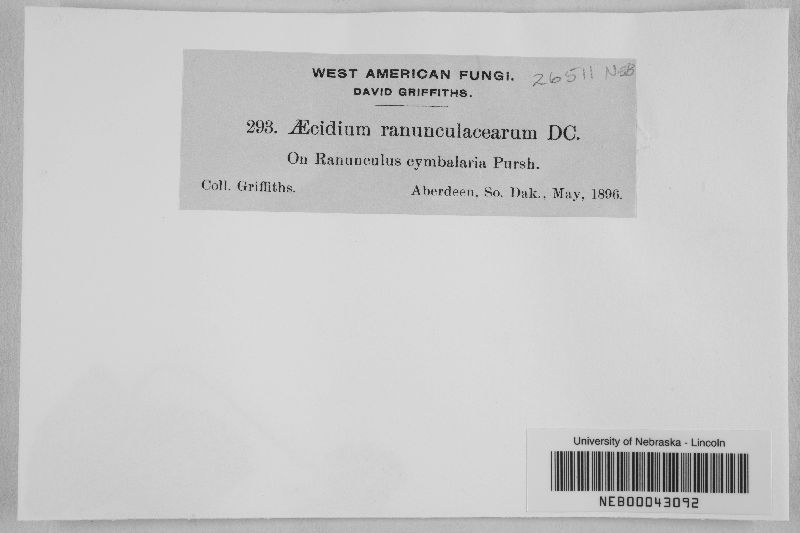 WEST AMERICAN FUNGI. 26511 NEB
DAVID GRIFFITHS.
293. Æcidium ranunculacearum DC.
On Ranunculus cymbalaria Pursh.
Coll. Griffiths. Aberdeen, So. Dak., May, 1896.
University of Nebraska - Lincoln
NEB00043092